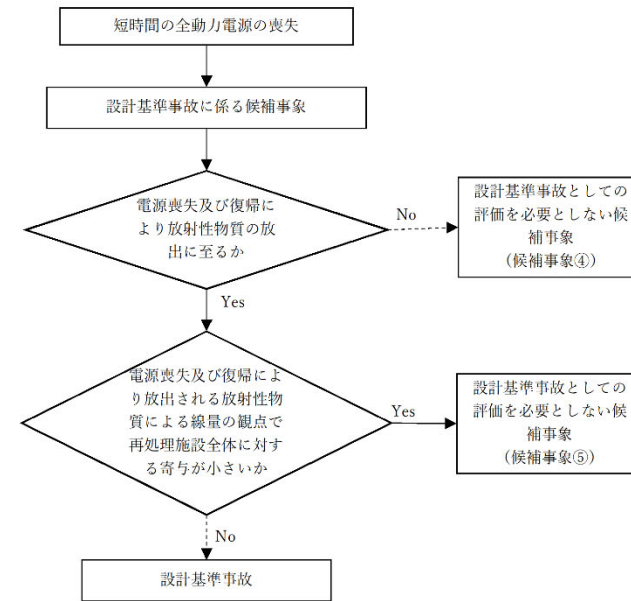 短時間の全動力電源の喪失
設計基準事故に係る候補事象
電源喪失及び復帰に
より放射性物質の放
出に至るか
No
設計基準事故としての
評価を必要としない候
補事象
（候補事象④）
Yes
電源喪失及び復帰によ
り放出される放射性物
質による線量の観点で
再処理施設全体に対す
る寄与が小さいか
Yes
設計基準事故としての
評価を必要としない候
補事象
（候補事象⑤）
No
設計基準事故